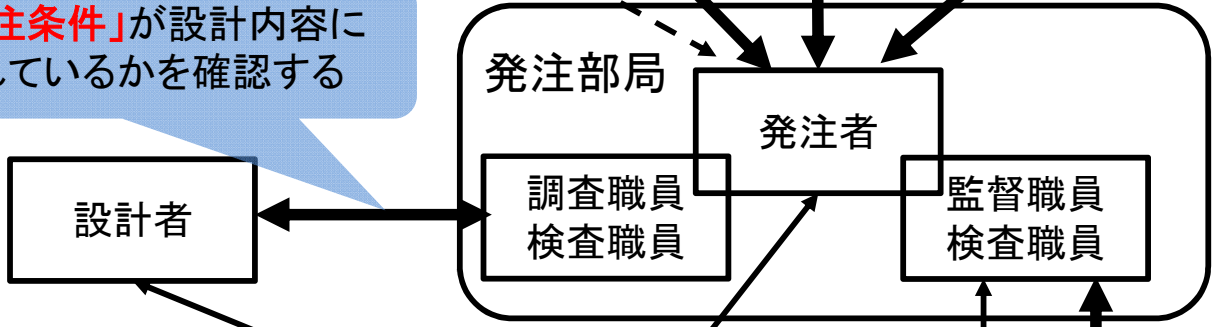 注条件」が設計内容に
しているかを確認する
発注部局
発注者
設計者
調査職員
検査職員
監督職員
検査職員